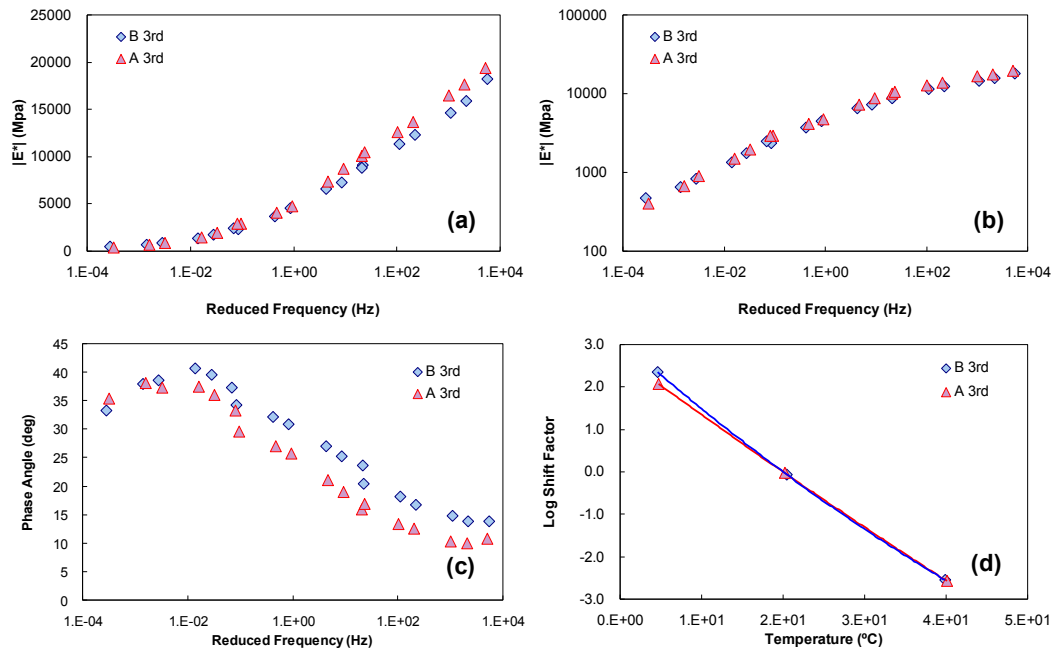 25000
20000
15000
10000
5000
0
|E*| (Mpa)
B 3rd
A 3rd
(a)
1.E-04 1.E-02 1.E+00 1.E+02 1.E+04
Reduced Frequency (Hz)
100000
10000
1000
100
|E*| (Mpa)
B 3rd
A 3rd
(b)
1.E-04 1.E-02 1.E+00 1.E+02 1.E+04
Reduced Frequency (Hz)
45
40
35
30
25
20
15
10
5
0
Phase Angle (deg)
B 3rd
A 3rd
(c)
1.E-04 1.E-02 1.E+00 1.E+02 1.E+04
Reduced Frequency (Hz)
3.0
2.0
1.0
0.0
-1.0
-2.0
-3.0
Log Shift Factor
B 3rd
A 3rd
(d)
0.E+00 1.E+01 2.E+01 3.E+01 4.E+01 5.E+01
Temperature (ºC)